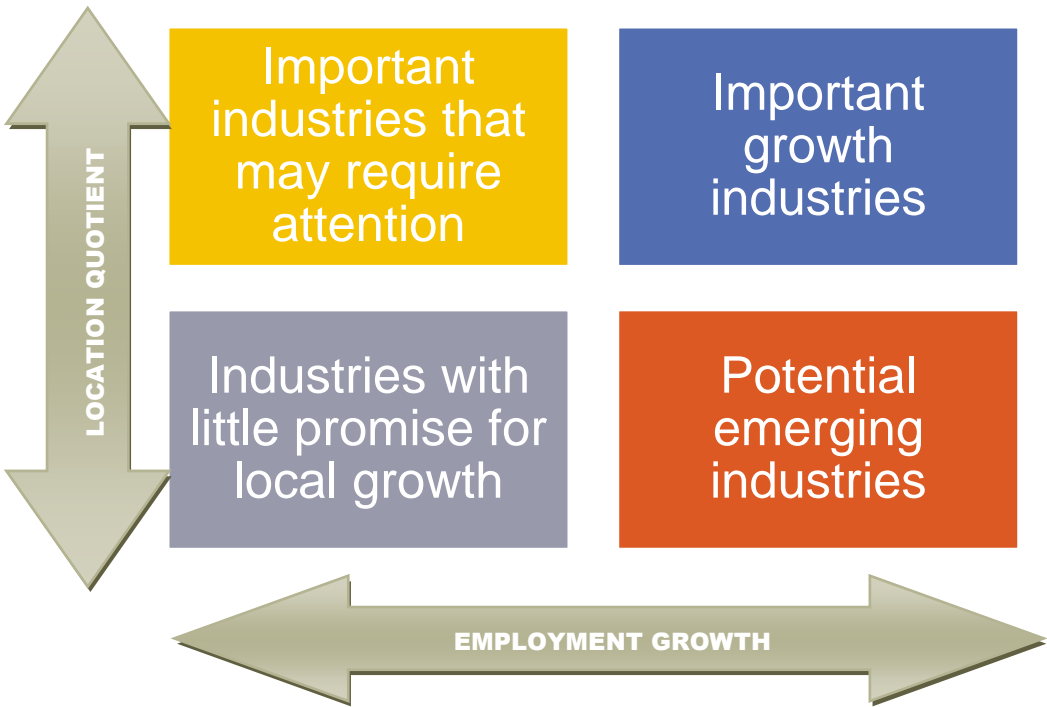 Important
industries that
may require
attention
Important
growth
industries
LOCATION QUOTIENT
Industries with
little promise for
local growth
Potential
emerging
industries
EMPLOYMENT GROWTH